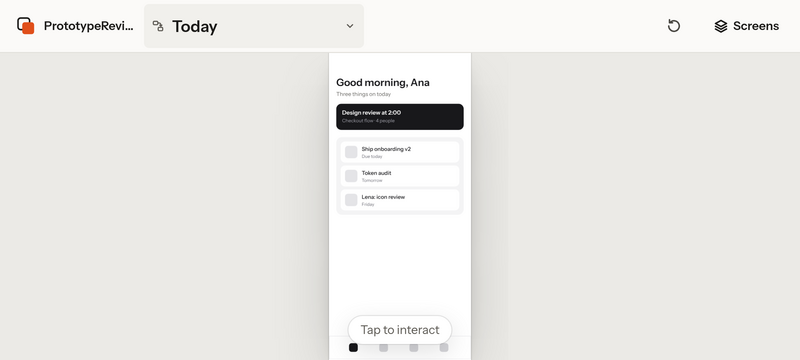 PrototypeRevi...
Today
Screens
Good morning, Ana
Three things on today
Design review at 2:00
Checkout flow · 4 people
Ship onboarding v2
Due today
Token audit
Tomorrow
Lena: icon review
Friday
Tap to interact